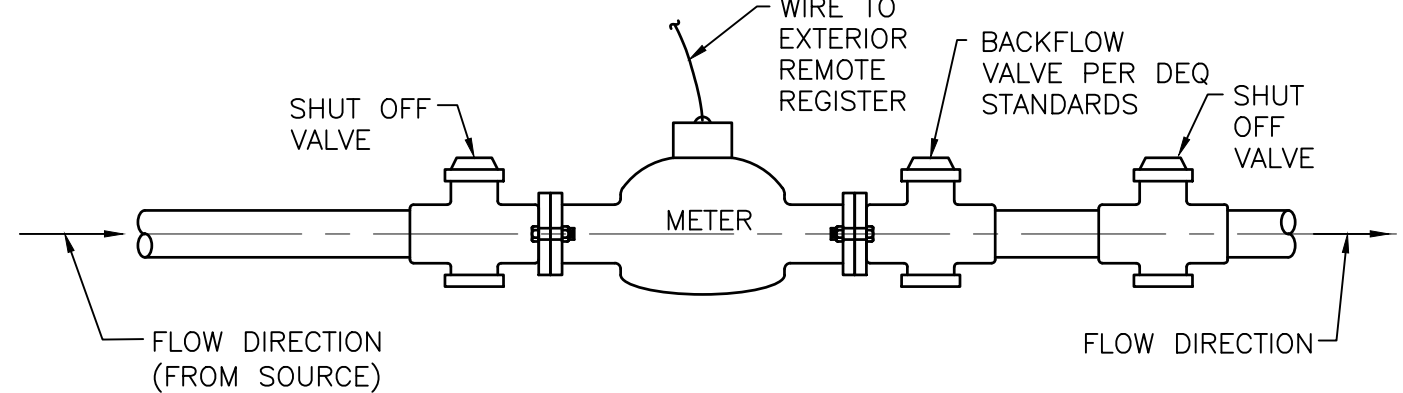 WIRE TO
EXTERIOR
REMOTE
REGISTER
BACKFLOW
VALVE PER DEQ
STANDARDS
SHUT OFF
VALVE
SHUT
OFF
VALVE
METER
FLOW DIRECTION
(FROM SOURCE)
FLOW DIRECTION